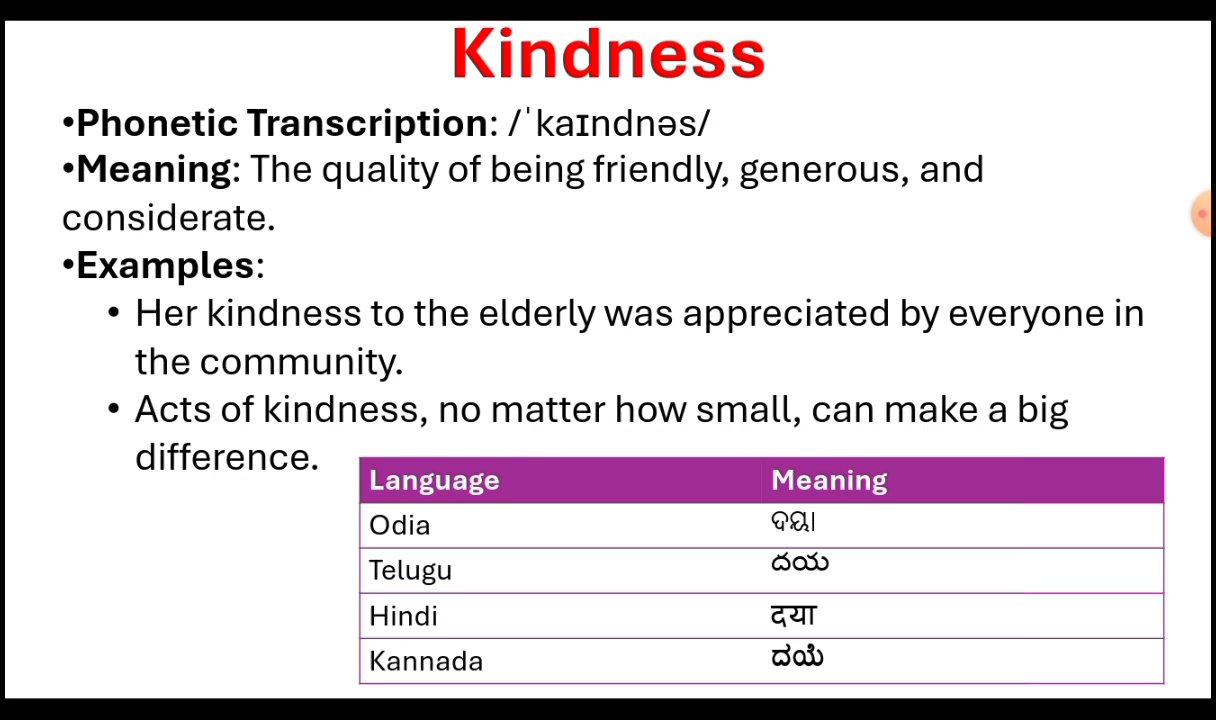 Kindness
•Phonetic Transcription: /ˈkaɪndnəs/
•Meaning: The quality of being friendly, generous, and
considerate.
•Examples:
• Her kindness to the elderly was appreciated by everyone in
the community.
• Acts of kindness, no matter how small, can make a big
difference.
Language Meaning
Odia ଦୟା
Telugu దయ
Hindi दया
Kannada ದಯೆ